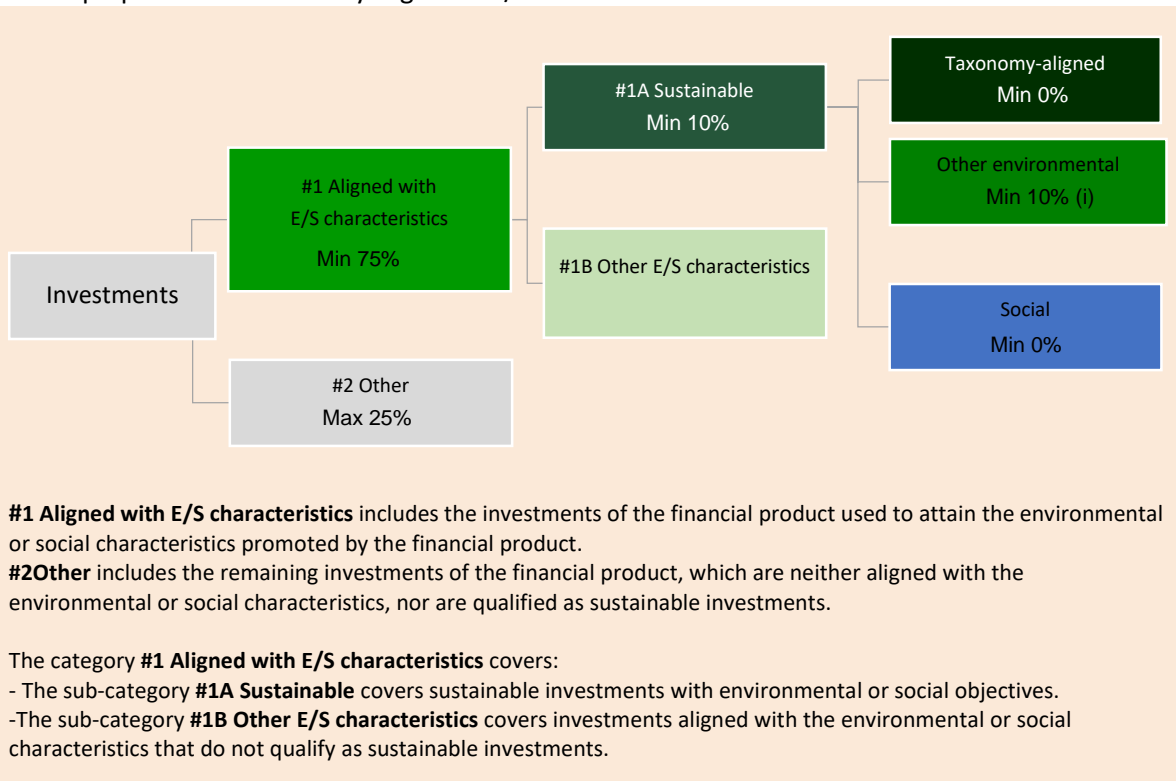 Taxonomy-aligned
Min 0%
#1A Sustainable
Min 10%
Other environmental
Min 10% (i)
#1 Aligned with
E/S characteristics
Min 75%
#1B Other E/S characteristics
Investments
Social
Min 0%
#2 Other
Max 25%
#1 Aligned with E/S characteristics includes the investments of the financial product used to attain the environmental
or social characteristics promoted by the financial product.
#2Other includes the remaining investments of the financial product, which are neither aligned with the
environmental or social characteristics, nor are qualified as sustainable investments.
The category #1 Aligned with E/S characteristics covers:
- The sub-category #1A Sustainable covers sustainable investments with environmental or social objectives.
-The sub-category #1B Other E/S characteristics covers investments aligned with the environmental or social
characteristics that do not qualify as sustainable investments.